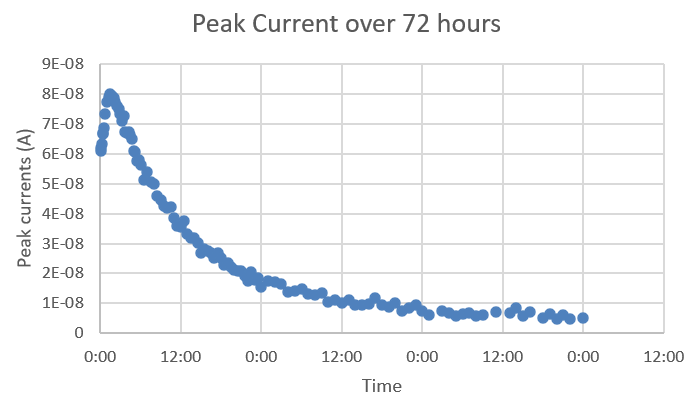 Peak Current over 72 hours
Peak currents (A)
9E-08
8E-08
7E-08
6E-08
5E-08
4E-08
3E-08
2E-08
1E-08
0
0:00 12:00 0:00 12:00 0:00 12:00 0:00 12:00
Time